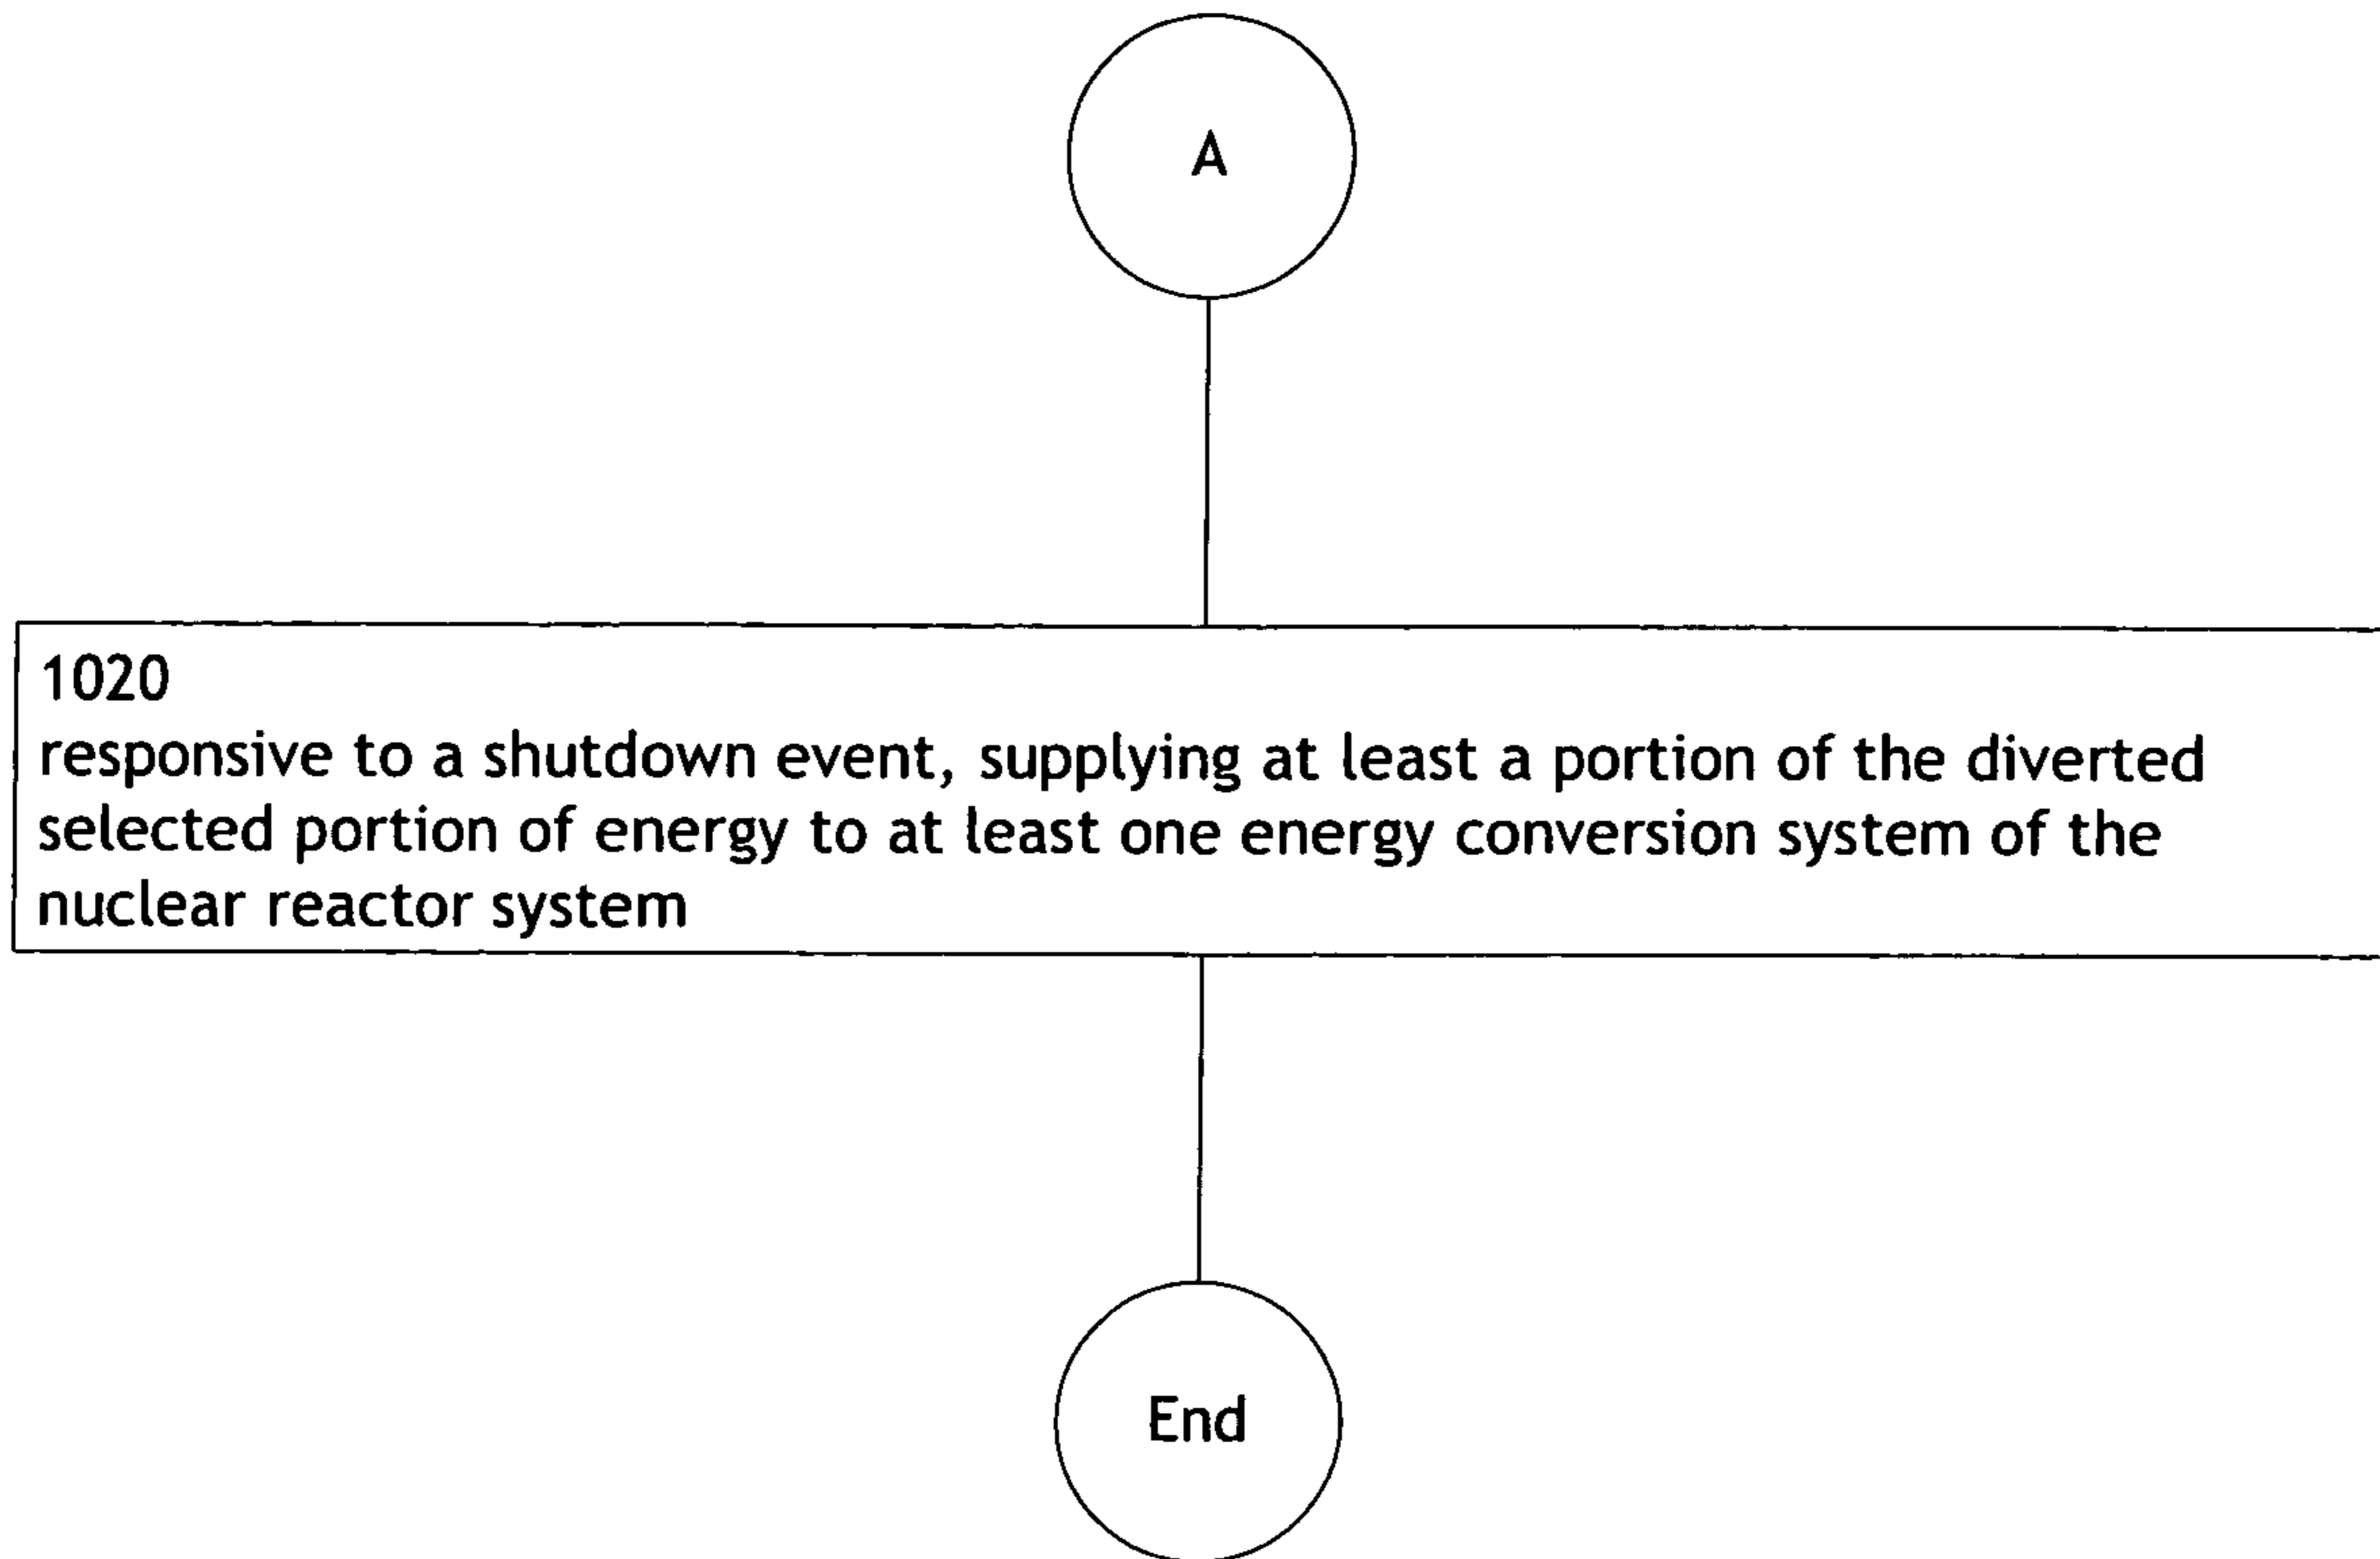 A
1020
responsive to a shutdown event, supplying at least a portion of the diverted
selected portion of energy to at least one energy conversion system of the
nuclear reactor system
End